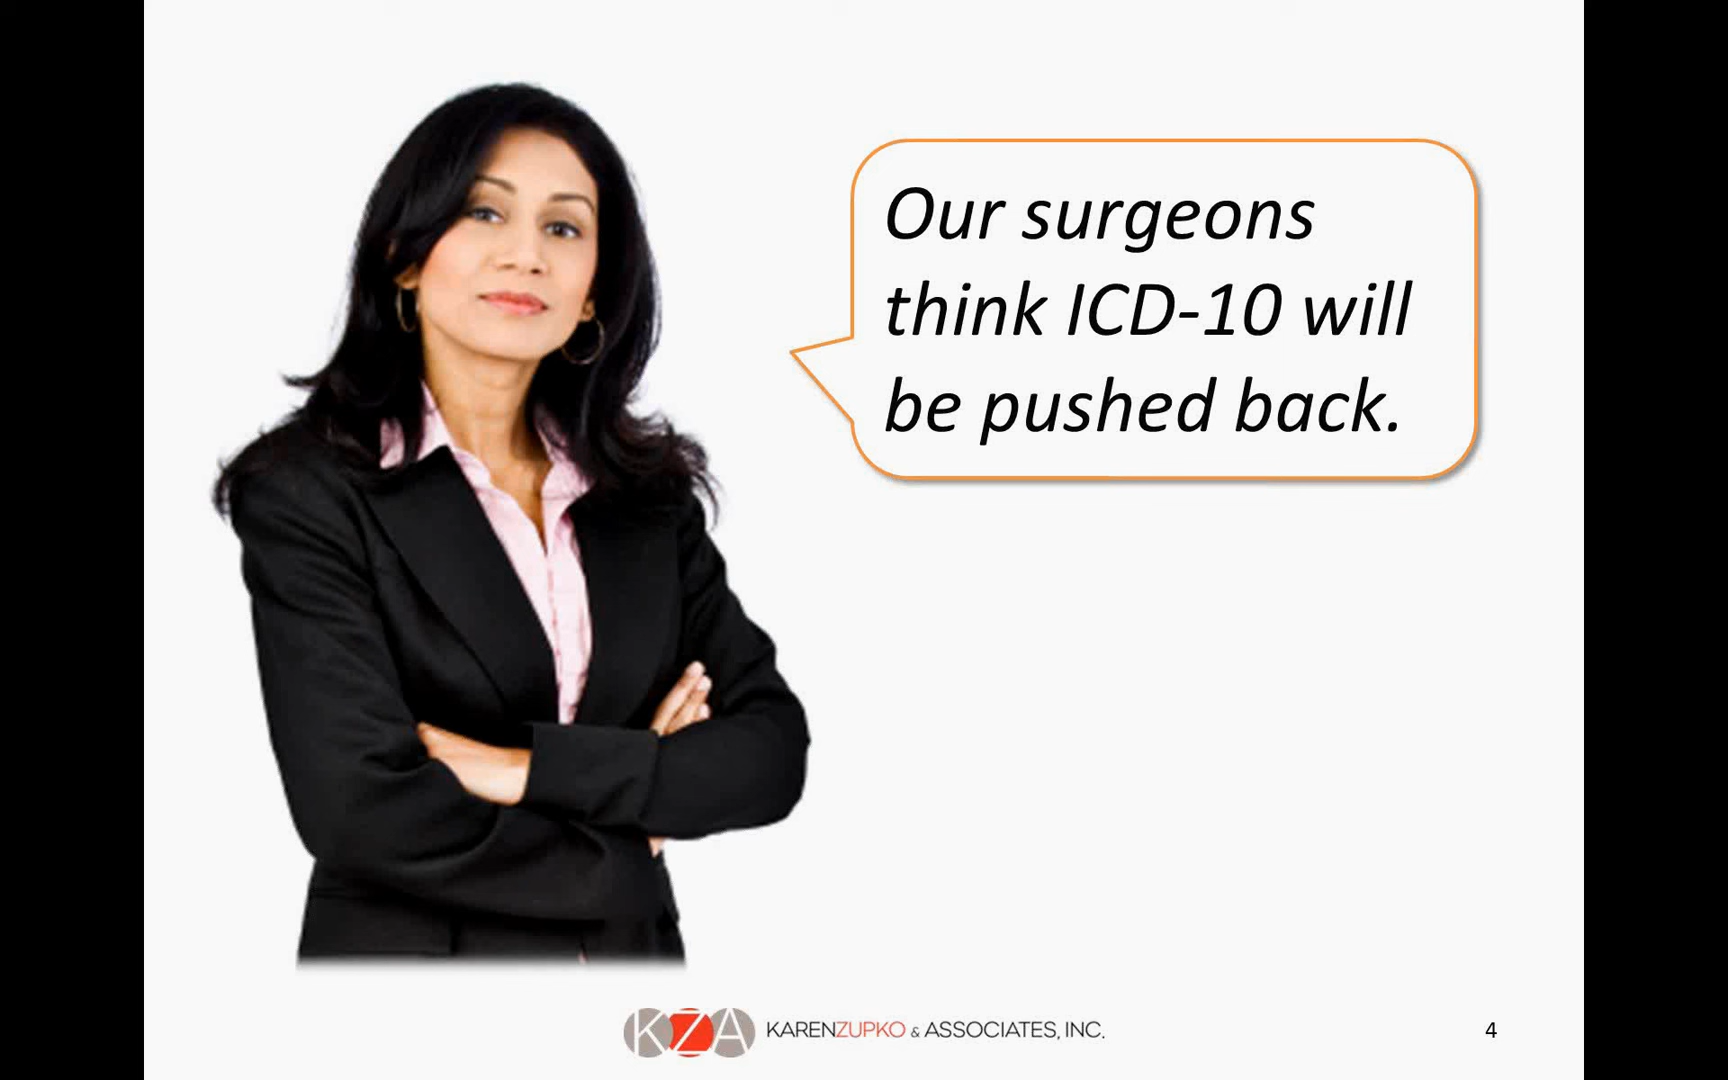 Our surgeons
think ICD-10 will
be pushed back.
KZA KARENZUPKO & ASSOCIATES, INC.
4